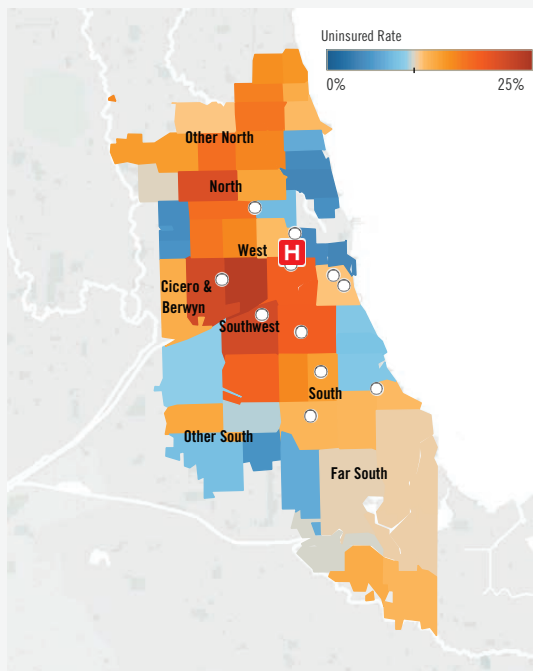 Uninsured Rate
0%
25%
Other North
North
West
H
Cicero &
Berwyn
Southwest
South
Other South
Far South